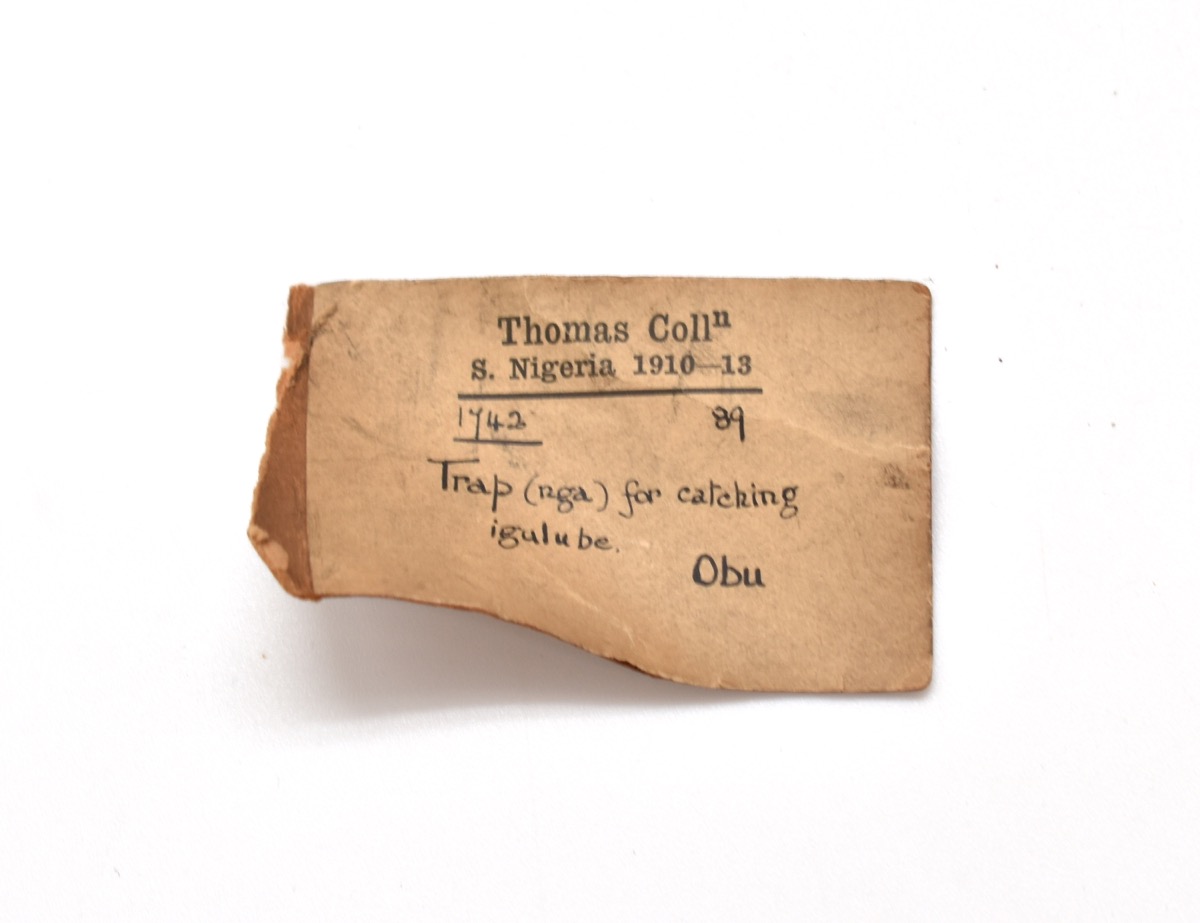 Thomas Collⁿ
S. Nigeria 1910—13
1742 89
Trap (nga) for catching
igulube.
Obu